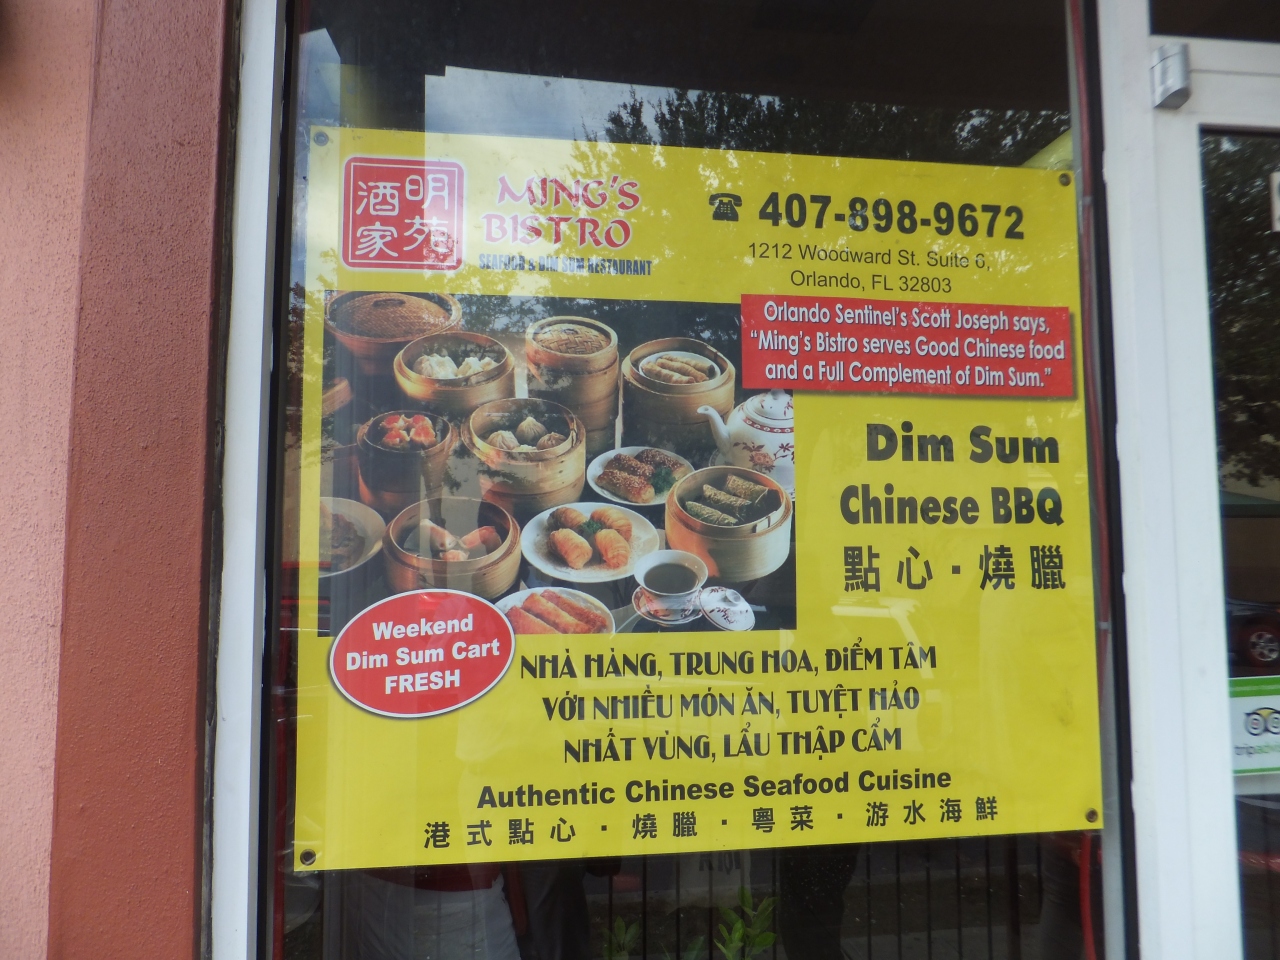 明苑
酒家
MING'S
BISTRO
SEAFOOD & DIM SUM RESTAURANT
407-898-9672
1212 Woodward St. Suite 6,
Orlando, FL 32803
Orlando Sentinel's Scott Joseph says,
"Ming's Bistro serves Good Chinese food
and a Full Complement of Dim Sum."
Dim Sum
Chinese BBQ
點心·燒臘
Weekend
Dim Sum Cart
FRESH
NHÀ HÀNG, TRUNG HOA, ĐiỂM TÂM
VỚI NHIỀU MÓN ĂN, TUYỆT HẢO
NHẤT VÙNG, LẨU THẬP CẨM
Authentic Chinese Seafood Cuisine
港式點心·燒臘·粵菜·游水海鮮